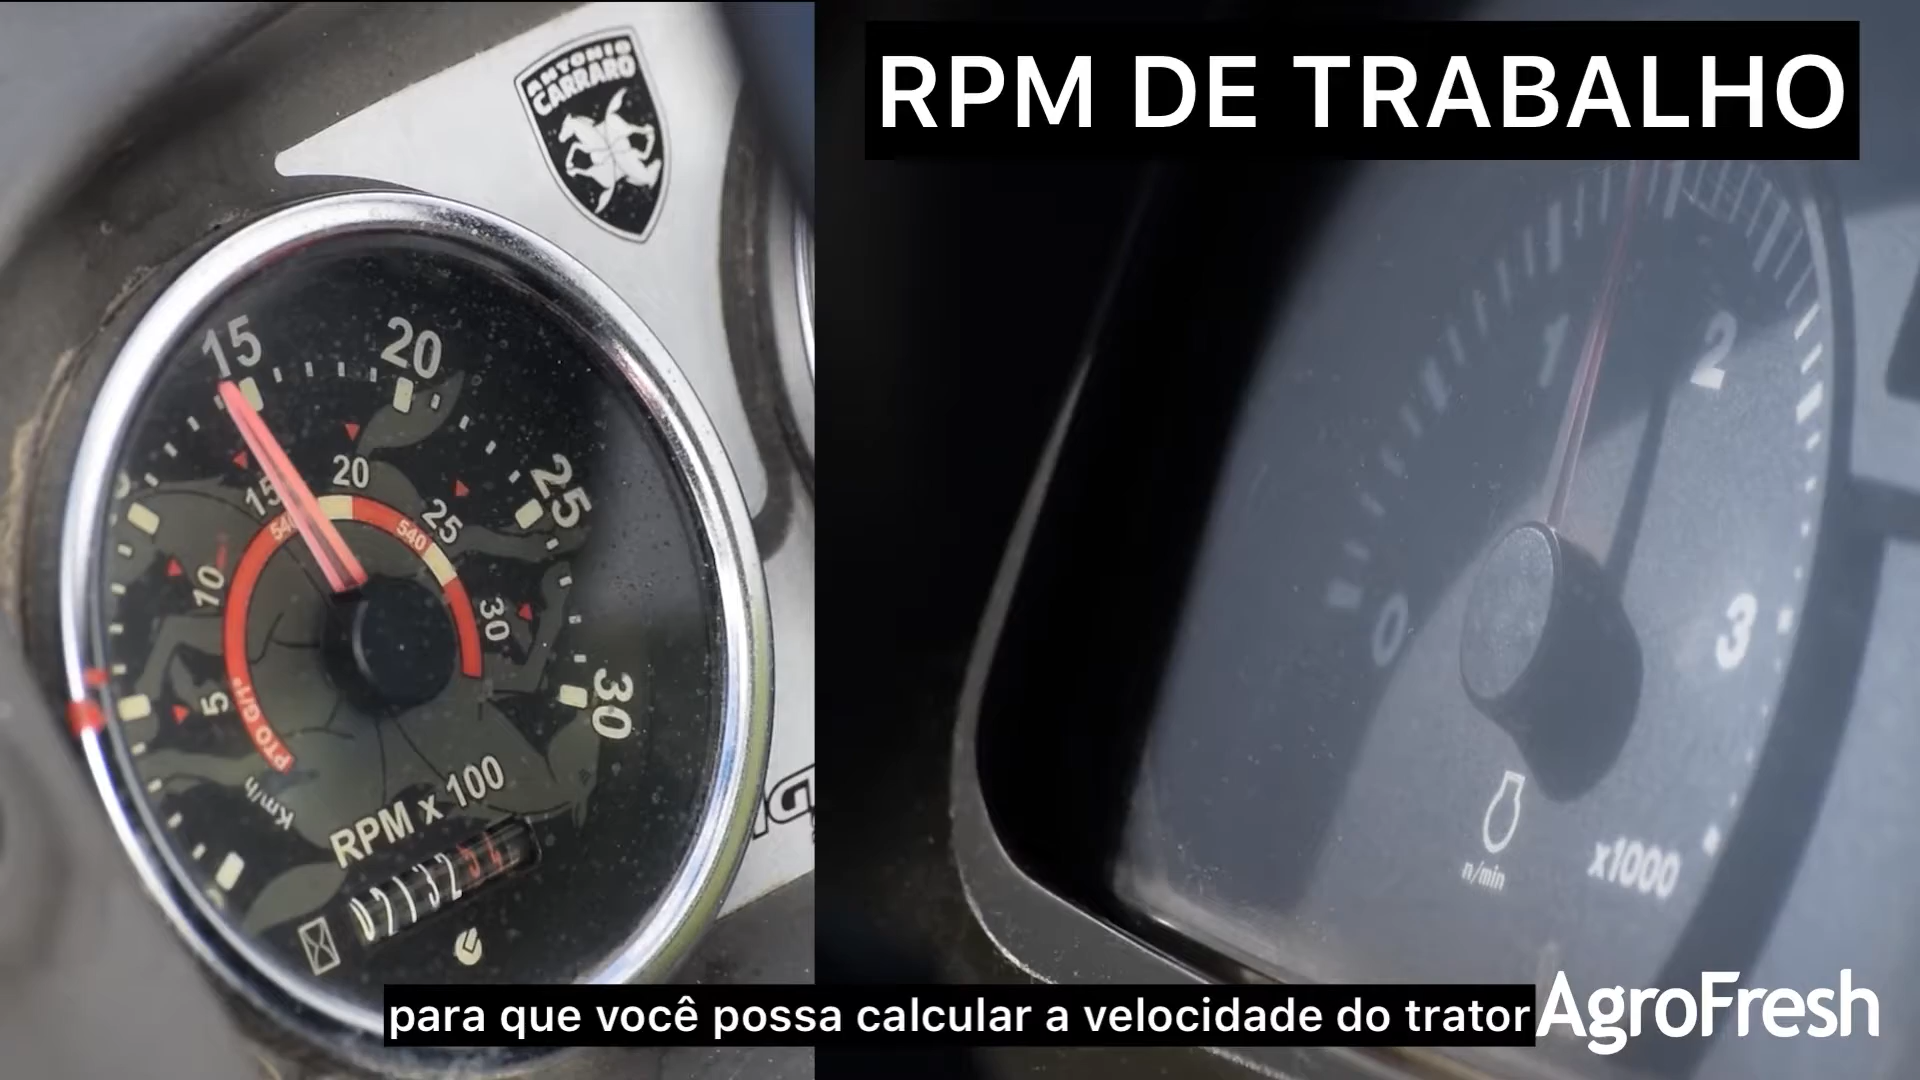 ANTONIO
CARRARO
RPM DE TRABALHO
15
20
25
30
15
20
25
30
10
5
540
540
PTO G/1'
Km/h
RPM x 100
0
1
2
3
n/min
x1000
para que você possa calcular a velocidade do trator
AgroFresh